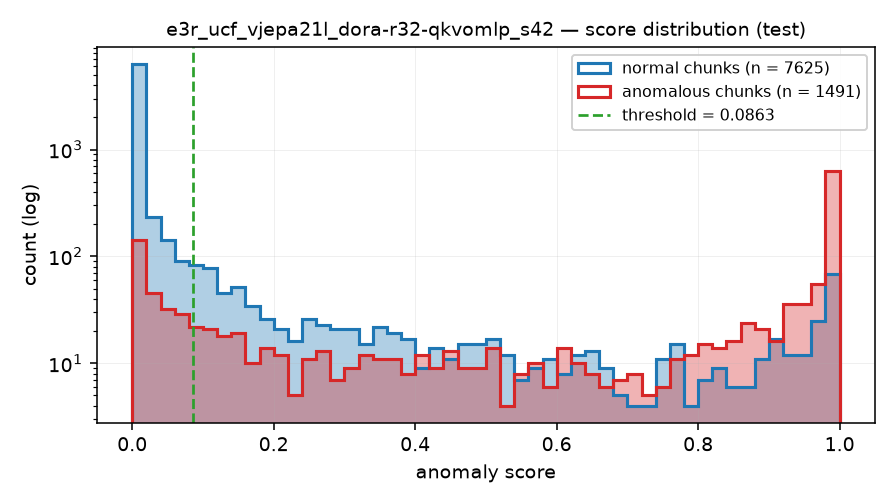 e3r_ucf_vjepa21l_dora-r32-qkvomlp_s42 — score distribution (test)
normal chunks (n = 7625)
anomalous chunks (n = 1491)
threshold = 0.0863
count (log)
10³
10²
10¹
0.0 0.2 0.4 0.6 0.8 1.0
anomaly score